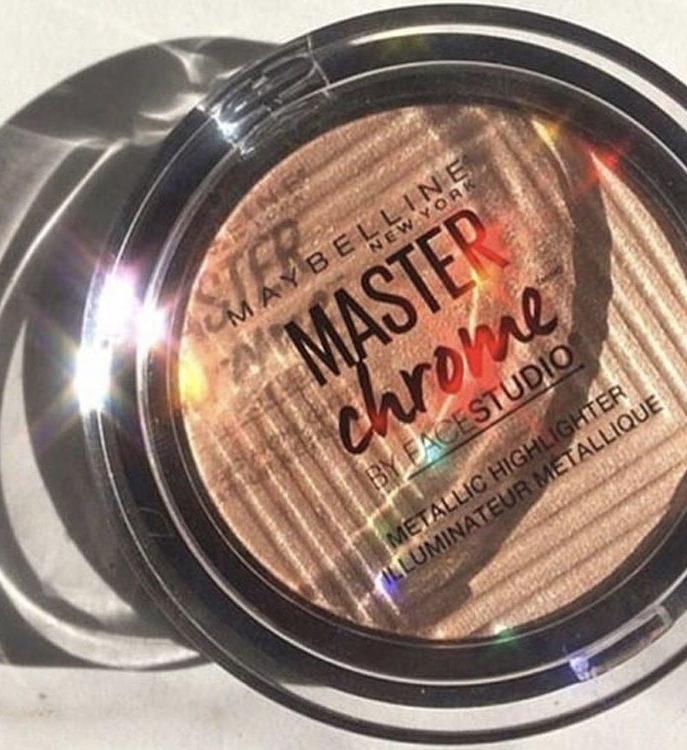 MAYBELLINE
NEW YORK
MASTER
chrome
BY FACESTUDIO
METALLIC HIGHLIGHTER
ILLUMINATEUR METALLIQUE